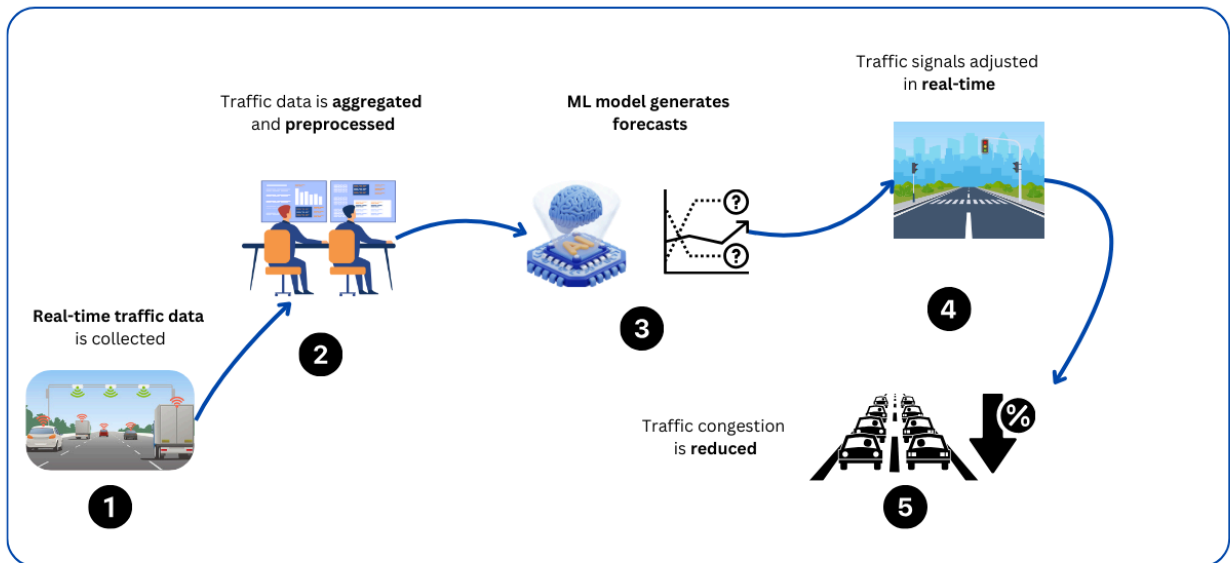 Real-time traffic data
is collected
1
Traffic data is aggregated
and preprocessed
2
ML model generates
forecasts
AI
?
?
3
Traffic signals adjusted
in real-time
4
Traffic congestion
is reduced
%
5